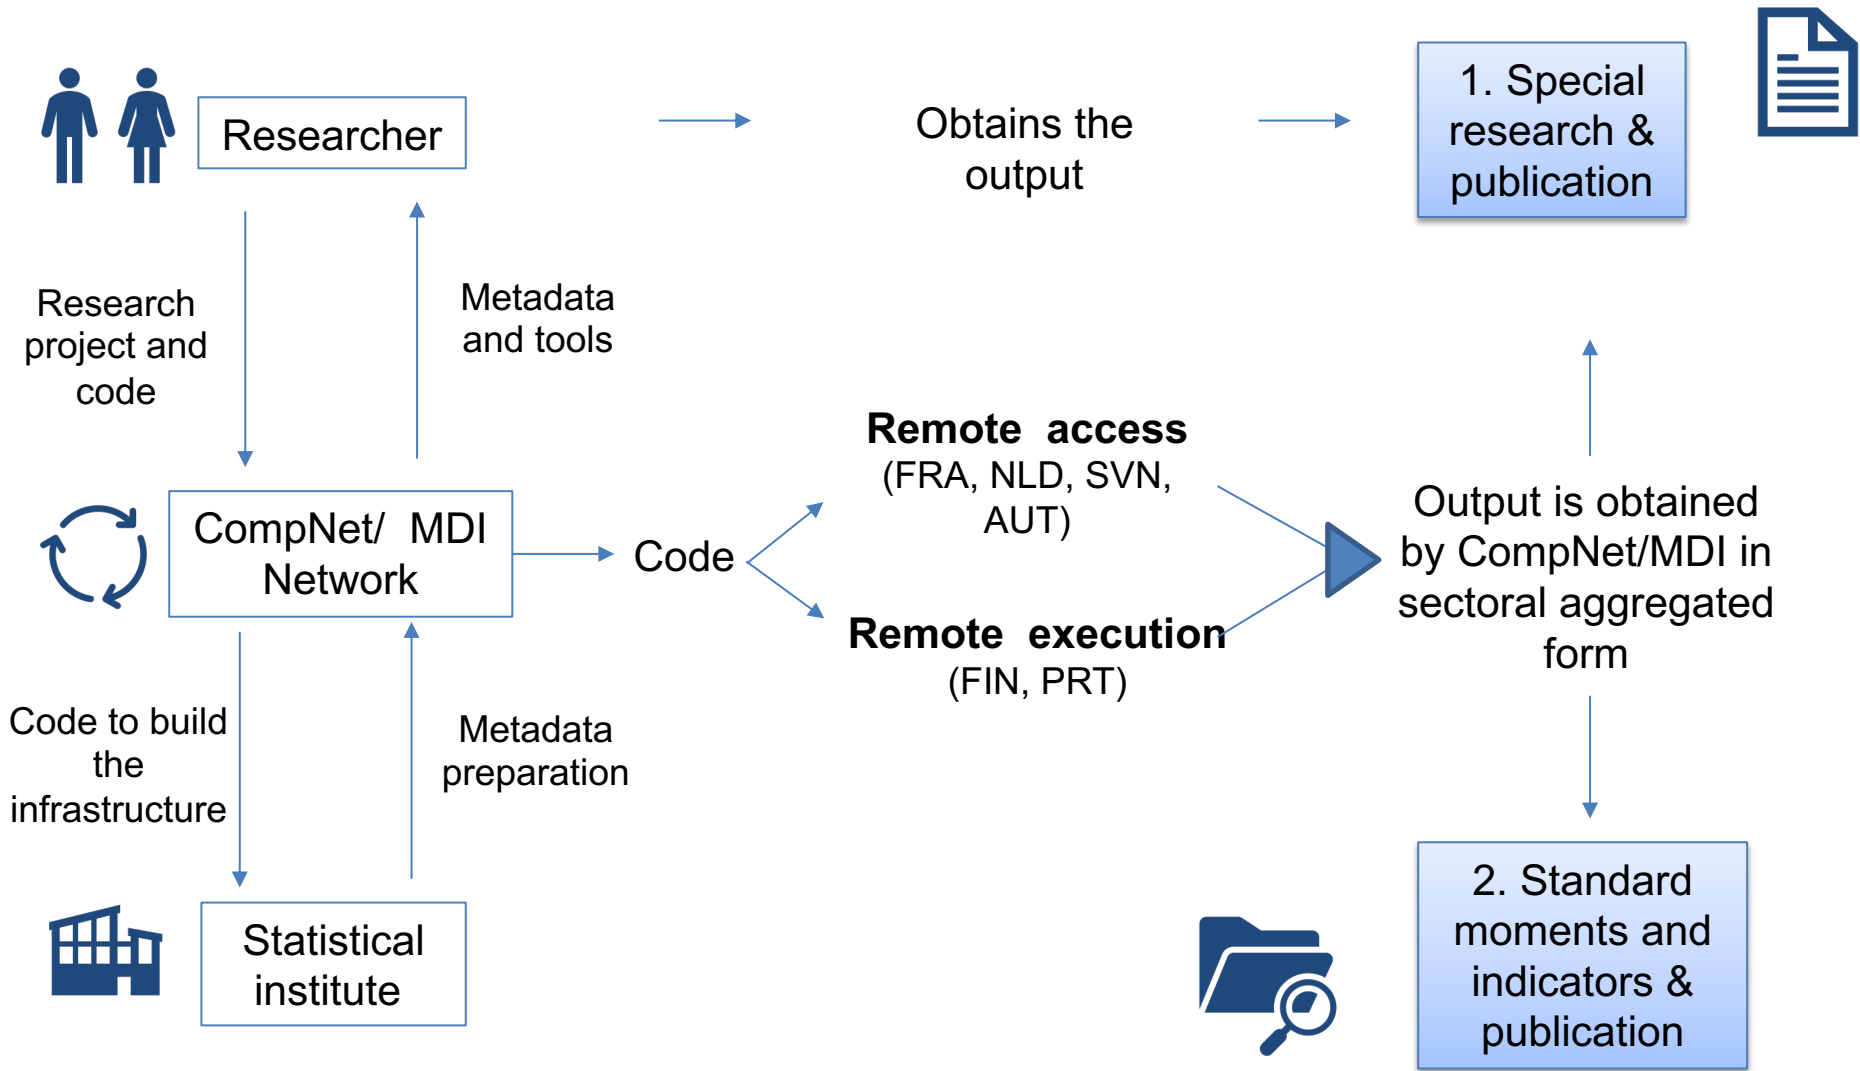 Researcher
Obtains the
output
1. Special
research &
publication
Research
project and
code
Metadata
and tools
CompNet/ MDI
Network
Code
Remote access
(FRA, NLD, SVN,
AUT)
Remote execution
(FIN, PRT)
Output is obtained
by CompNet/MDI in
sectoral aggregated
form
Code to build
the
infrastructure
Metadata
preparation
Statistical
institute
2. Standard
moments and
indicators &
publication